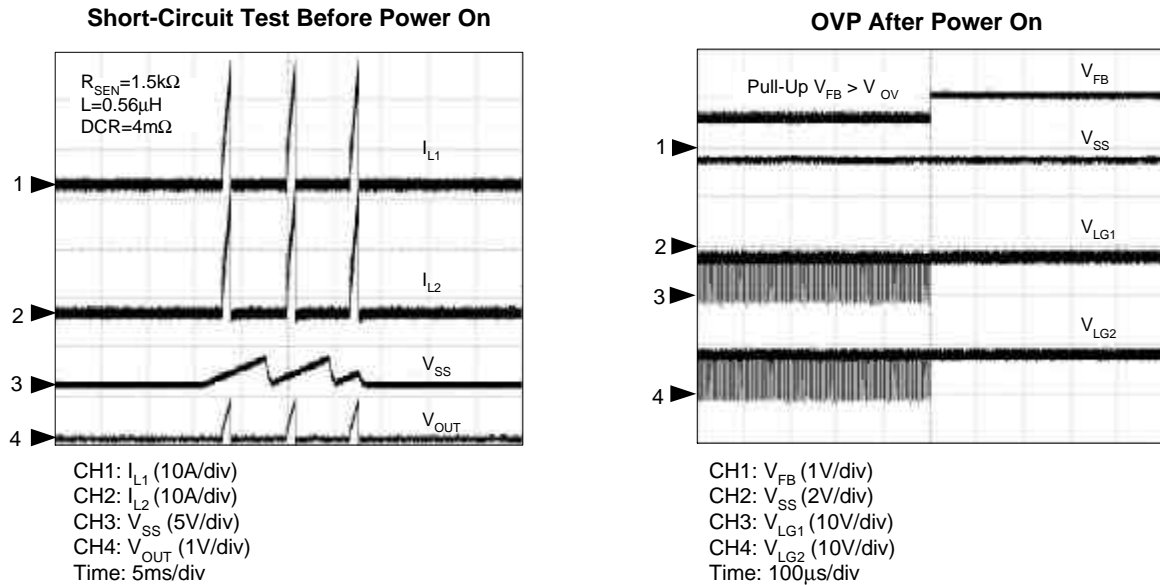 Short-Circuit Test Before Power On
R_SEN=1.5kΩ
L=0.56μH
DCR=4mΩ
I_L1
1
I_L2
2
V_SS
3
V_OUT
4
CH1: I_L1 (10A/div)
CH2: I_L2 (10A/div)
CH3: V_SS (5V/div)
CH4: V_OUT (1V/div)
Time: 5ms/div
OVP After Power On
V_FB
Pull-Up V_FB > V_OV
1
V_SS
V_LG1
2
3
V_LG2
4
CH1: V_FB (1V/div)
CH2: V_SS (2V/div)
CH3: V_LG1 (10V/div)
CH4: V_LG2 (10V/div)
Time: 100μs/div